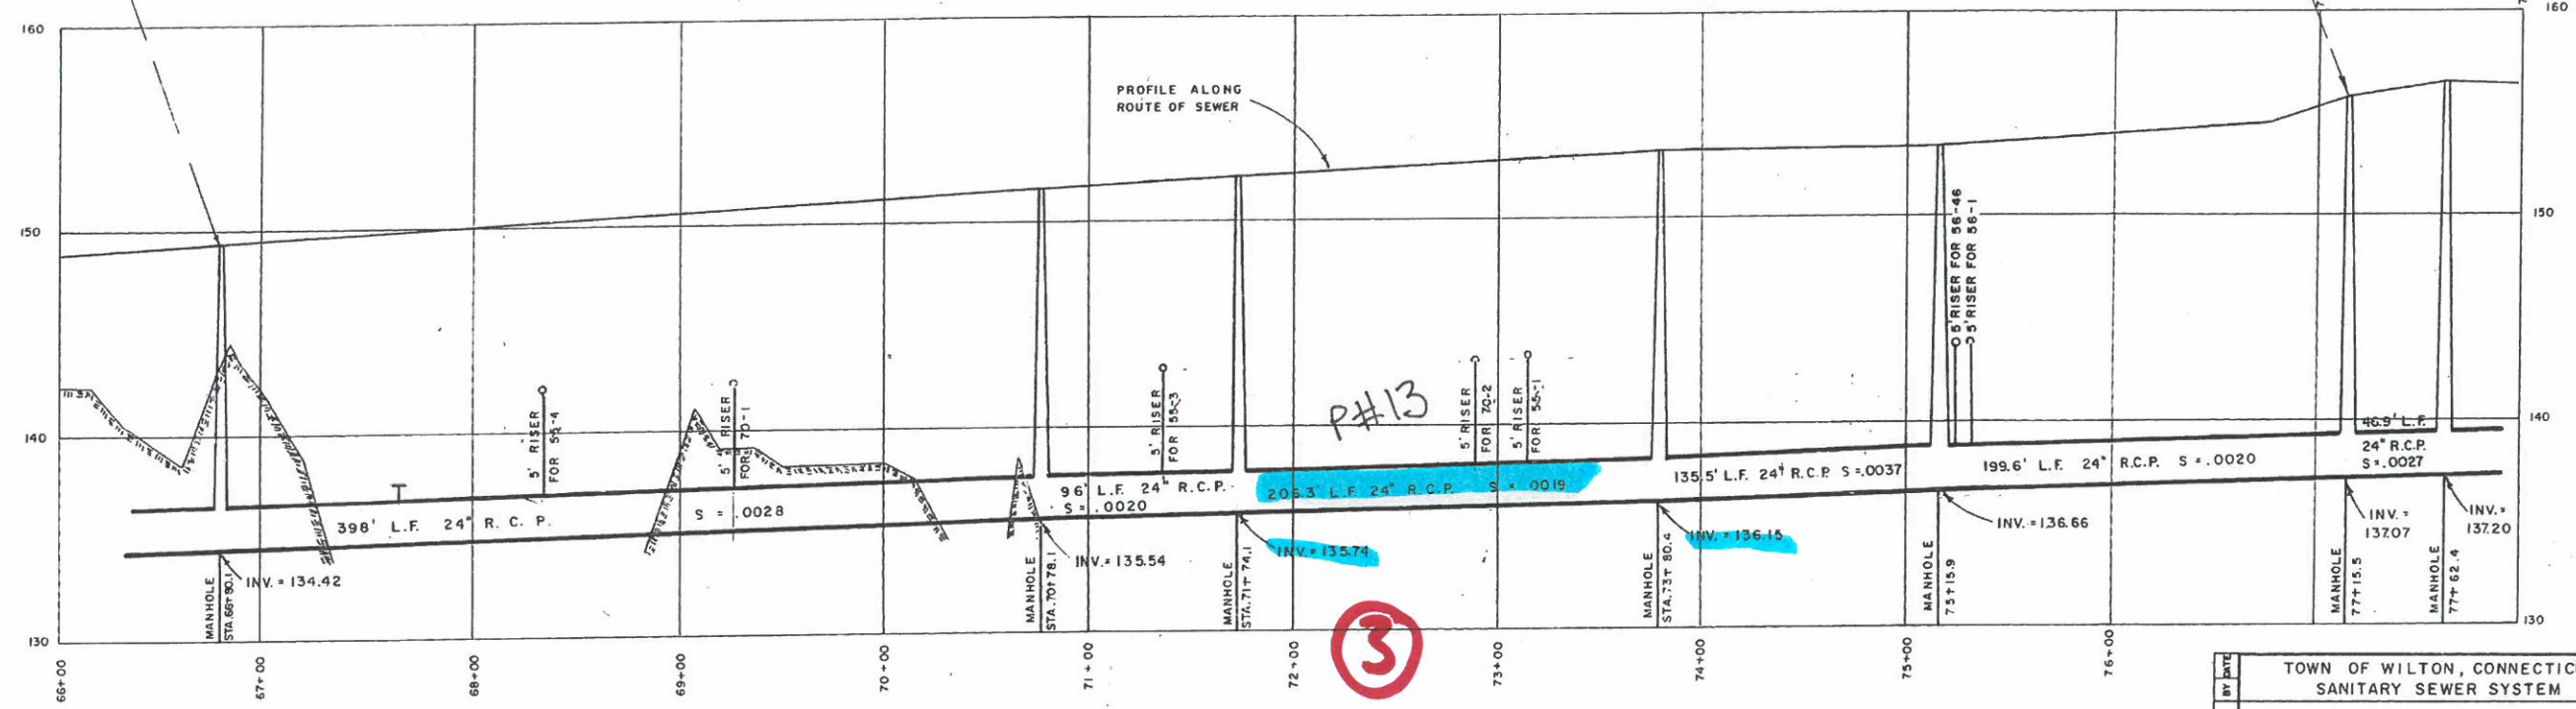 160
160
PROFILE ALONG
ROUTE OF SEWER
150
150
5' RISER FOR 56-46
5' RISER FOR 56-1
140
140
5' RISER
FOR 55-4
5' RISER
FOR 70-1
5' RISER
FOR 55-3
P#13
5' RISER
FOR 70-2
5' RISER
FOR 55-1
46.9' L.F.
24" R.C.P.
S=.0027
398' L.F. 24" R. C. P.
S = .0028
96' L.F. 24" R.C.P.
S = .0020
206.3' L.F. 24" R.C.P. S = .0019
135.5' L.F. 24" R.C.P. S=.0037
199.6' L.F. 24" R.C.P. S = .0020
INV. = 134.42
INV.= 135.54
INV.= 135.74
INV. = 136.15
INV. = 136.66
INV. =
137.07
INV. =
137.20
MANHOLE
STA.66+80.1
MANHOLE
STA.70+78.1
MANHOLE
STA.71+74.1
MANHOLE
STA.73+80.4
MANHOLE
75+15.9
MANHOLE
77+15.5
MANHOLE
77+62.4
130
130
66+00
67+00
68+00
69+00
70+00
71+00
72+00
3
73+00
74+00
75+00
76+00
BY DATE
TOWN OF WILTON, CONNECTIC
SANITARY SEWER SYSTEM